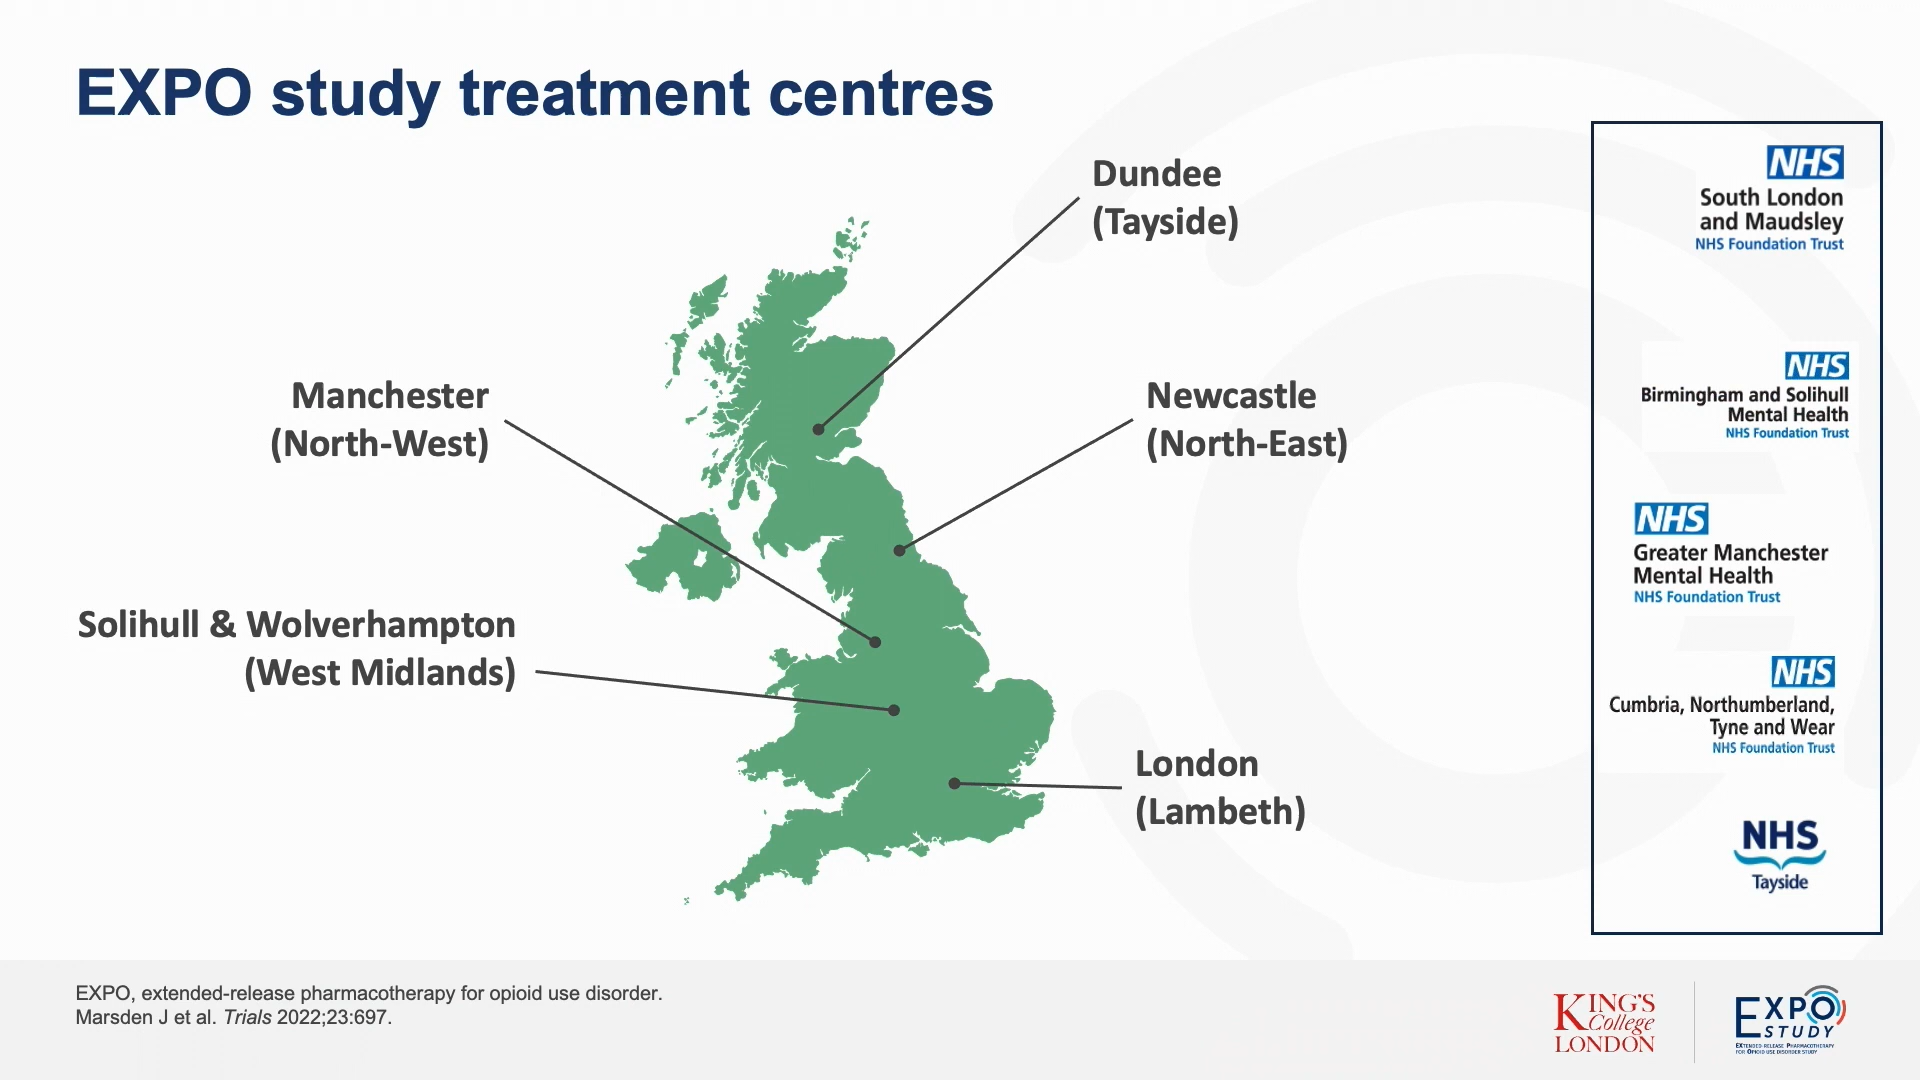 EXPO study treatment centres
Dundee
(Tayside)
Manchester
(North-West)
Newcastle
(North-East)
Solihull & Wolverhampton
(West Midlands)
London
(Lambeth)
NHS
South London
and Maudsley
NHS Foundation Trust
NHS
Birmingham and Solihull
Mental Health
NHS Foundation Trust
NHS
Greater Manchester
Mental Health
NHS Foundation Trust
NHS
Cumbria, Northumberland,
Tyne and Wear
NHS Foundation Trust
NHS
Tayside
EXPO, extended-release pharmacotherapy for opioid use disorder.
Marsden J et al. Trials 2022;23:697.
KING'S
College
LONDON
EXPO
STUDY
EXTENDED-RELEASE PHARMACOTHERAPY
FOR OPIOID USE DISORDER STUDY